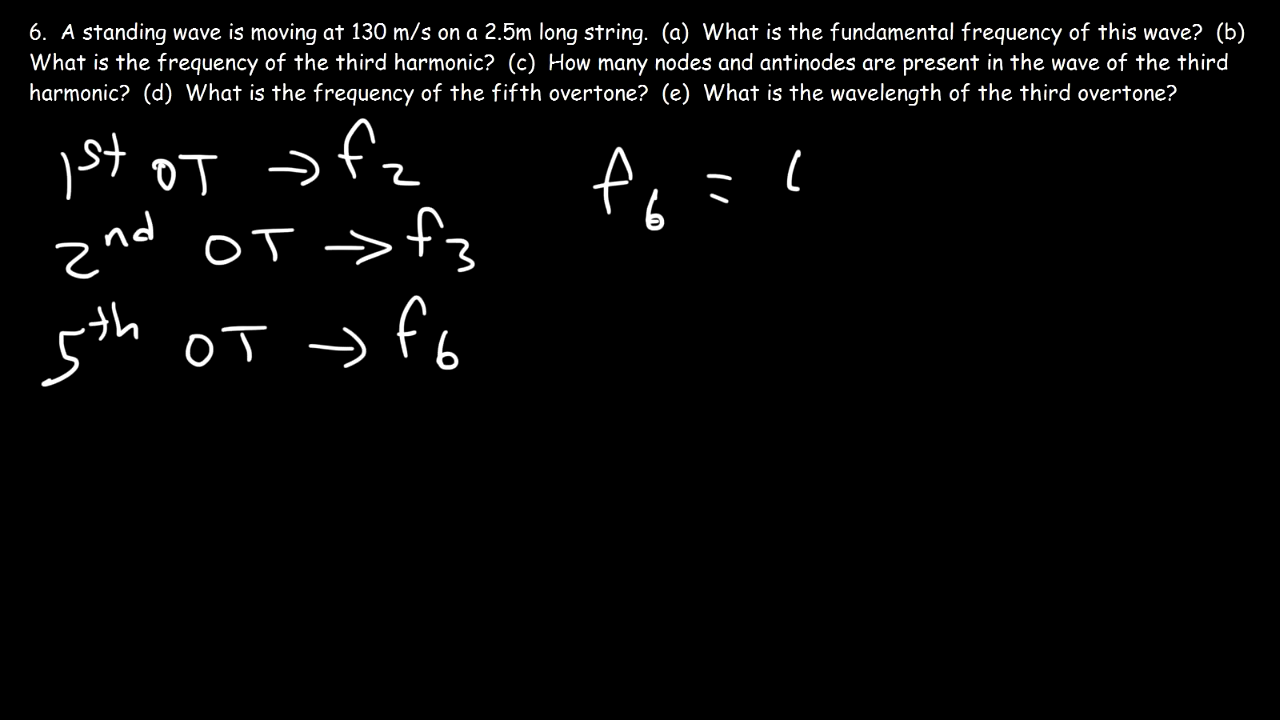 6. A standing wave is moving at 130 m/s on a 2.5m long string. (a) What is the fundamental frequency of this wave? (b)
What is the frequency of the third harmonic? (c) How many nodes and antinodes are present in the wave of the third
harmonic? (d) What is the frequency of the fifth overtone? (e) What is the wavelength of the third overtone?
1st OT → f2
2nd OT → f3
5th OT → f6
f6 = (